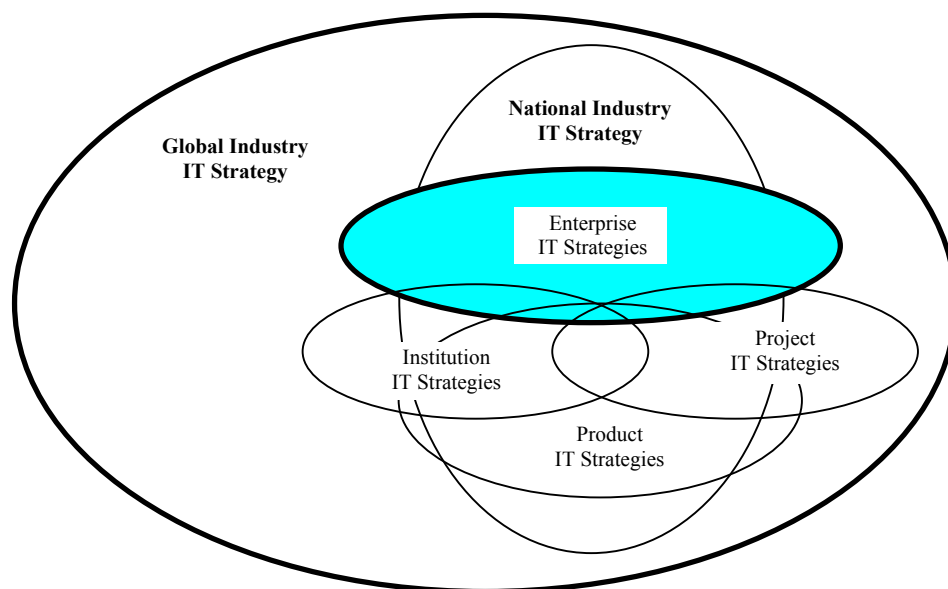 National Industry
IT Strategy
Global Industry
IT Strategy
Enterprise
IT Strategies
Institution
IT Strategies
Project
IT Strategies
Product
IT Strategies